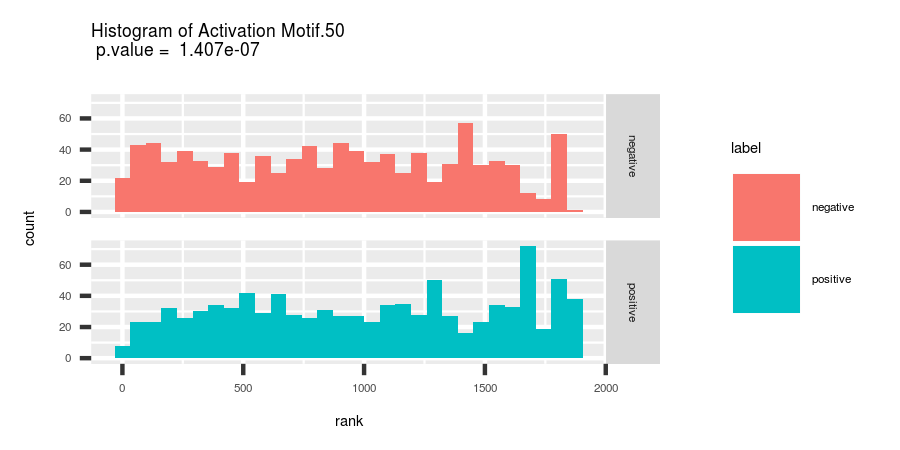 Histogram of Activation Motif.50
p.value = 1.407e-07
60
40
20
0
negative
60
40
20
0
positive
0 500 1000 1500 2000
rank
count
label
negative
positive